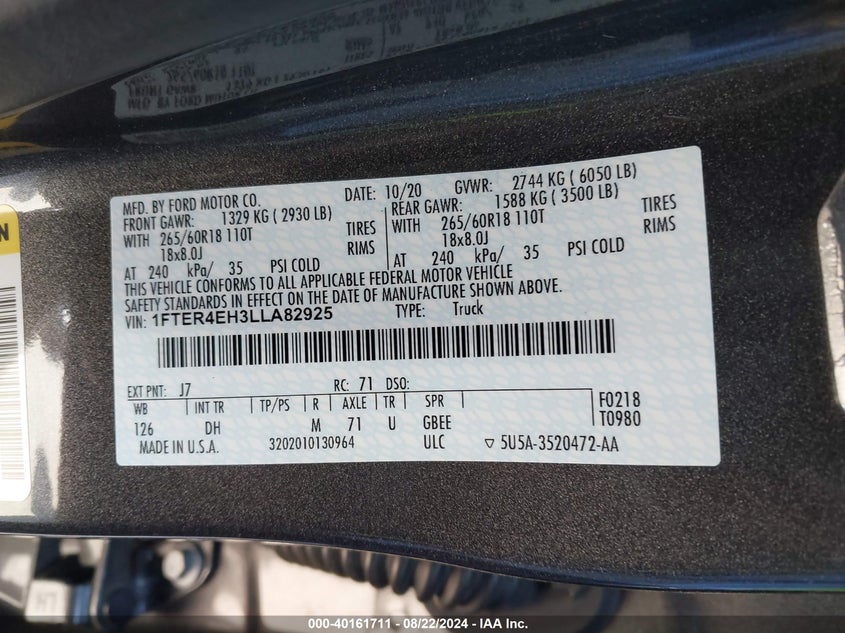 MFD. BY FORD MOTOR CO. DATE: 10/20 GVWR: 2744 KG ( 6050 LB)
FRONT GAWR: 1329 KG ( 2930 LB) REAR GAWR: 1588 KG ( 3500 LB)
WITH 265/60R18 110T TIRES WITH 265/60R18 110T TIRES
18x8.0J RIMS 18x8.0J RIMS
AT 240 kPa/ 35 PSI COLD AT 240 kPa/ 35 PSI COLD
THIS VEHICLE CONFORMS TO ALL APPLICABLE FEDERAL MOTOR VEHICLE
SAFETY STANDARDS IN EFFECT ON THE DATE OF MANUFACTURE SHOWN ABOVE.
VIN: 1FTER4EH3LLA82925 TYPE: Truck
EXT PNT: J7 RC: 71 DSO:
WB INT TR TP/PS R AXLE TR SPR F0218
126 DH M 71 U GBEE T0980
MADE IN U.S.A. 3202010130964 ULC ▽ 5U5A-3520472-AA
000-40161711 - 08/22/2024 - IAA Inc.